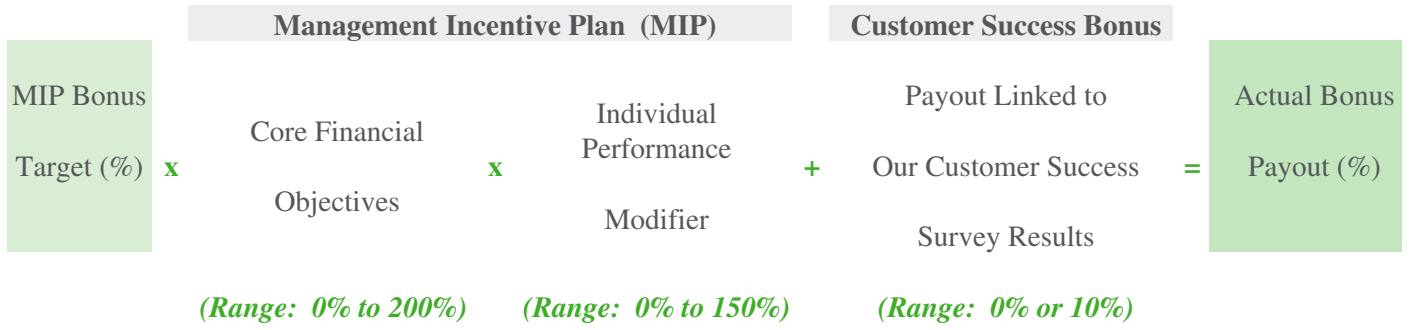 Management Incentive Plan (MIP)
Customer Success Bonus
MIP Bonus
Target (%)
x
Core Financial
Objectives
x
Individual
Performance
Modifier
+
Payout Linked to
Our Customer Success
Survey Results
=
Actual Bonus
Payout (%)
(Range: 0% to 200%)
(Range: 0% to 150%)
(Range: 0% or 10%)